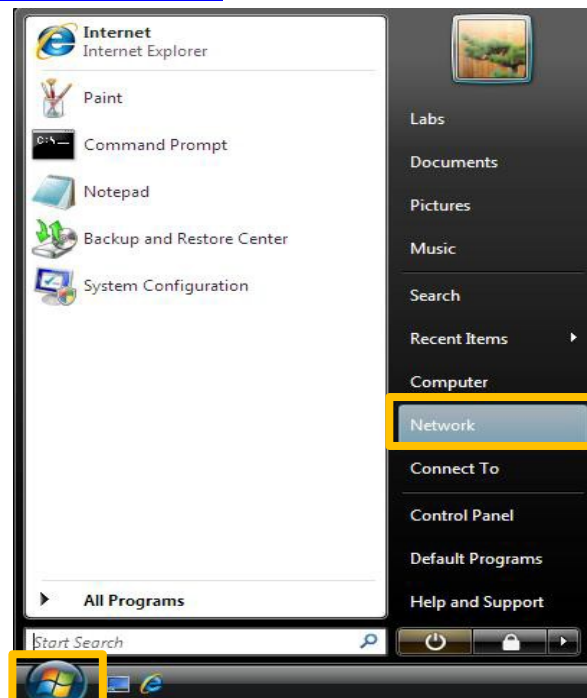 Internet
Internet Explorer
Paint
C:\
Command Prompt
Notepad
Backup and Restore Center
System Configuration
All Programs
Start Search
Labs
Documents
Pictures
Music
Search
Recent Items
Computer
Network
Connect To
Control Panel
Default Programs
Help and Support